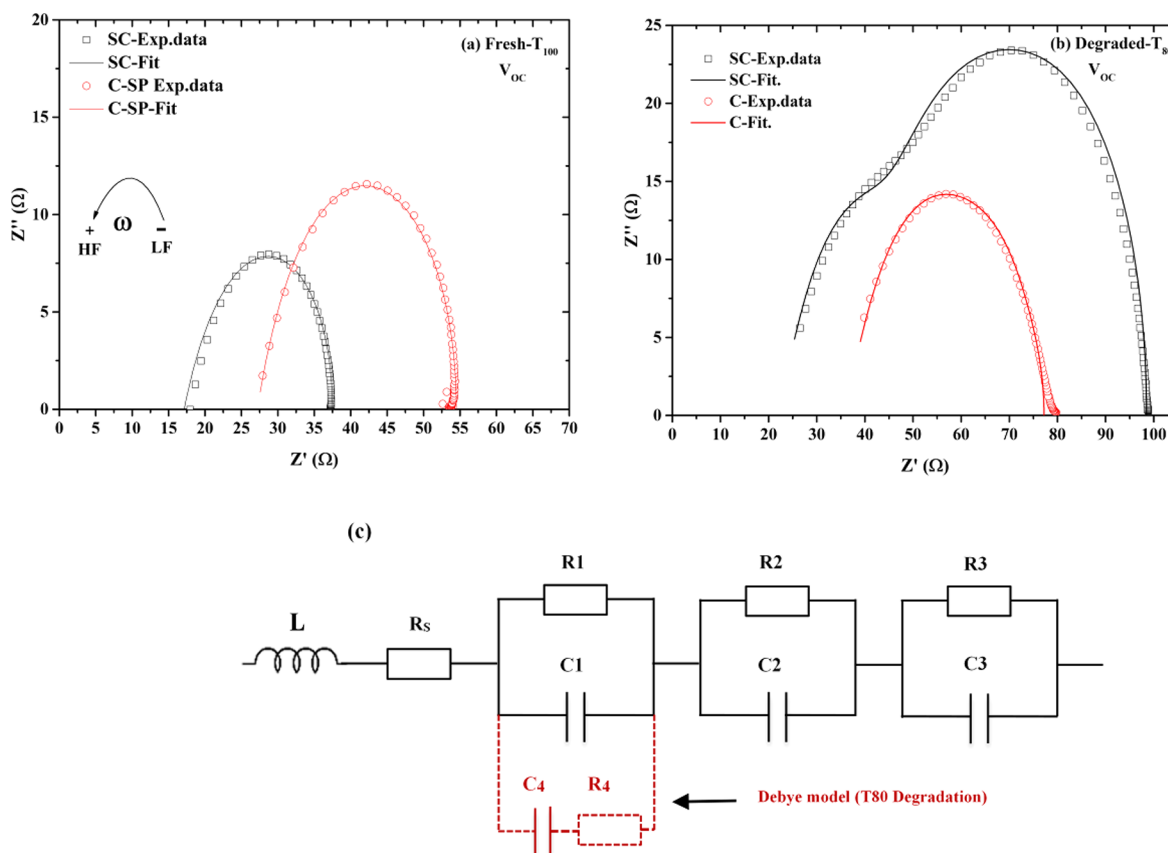 20
15
10
5
0
Z'' (Ω)
SC-Exp.data
SC-Fit
C-SP Exp.data
C-SP-Fit
(a) Fresh-T100
VOC
+
HF
ω
-
LF
0 5 10 15 20 25 30 35 40 45 50 55 60 65 70
Z' (Ω)
25
20
15
10
5
0
Z'' (Ω)
SC-Exp.data
SC-Fit.
C-Exp.data
C-Fit.
(b) Degraded-T8
VOC
0 10 20 30 40 50 60 70 80 90 100
Z' (Ω)
(c)
L
RS
R1
C1
R2
C2
R3
C3
C4
R4
Debye model (T80 Degradation)